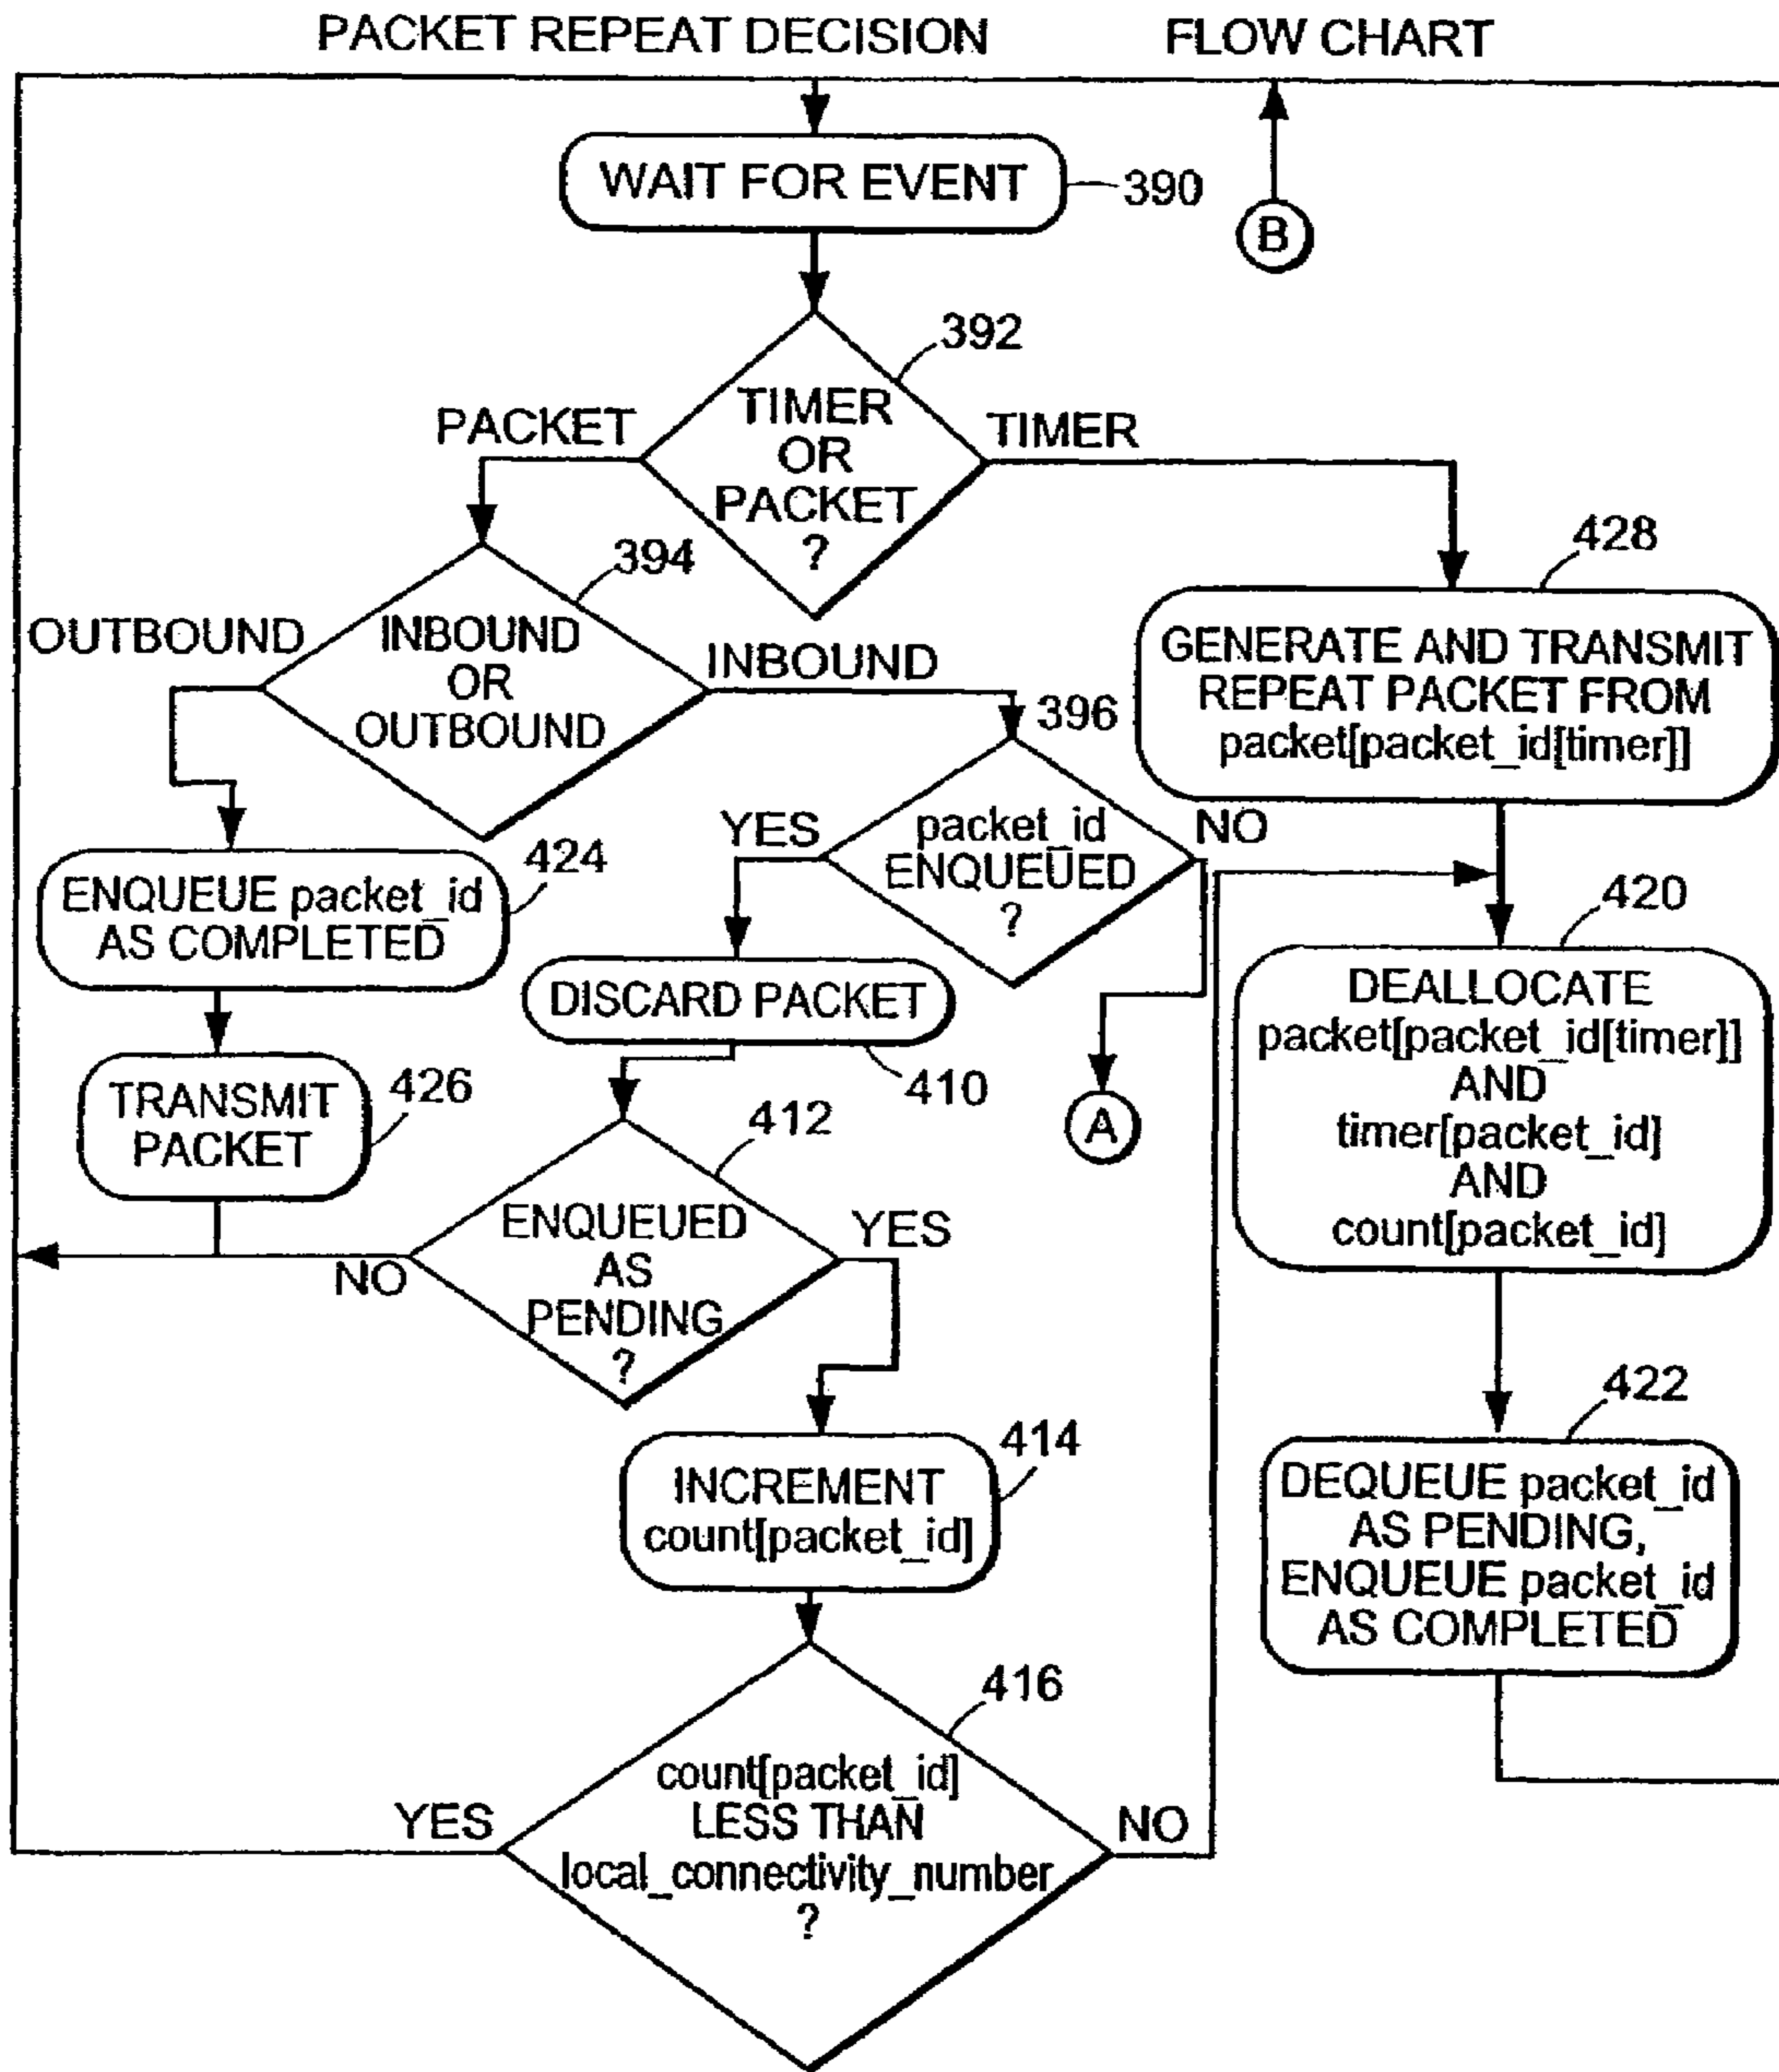 PACKET REPEAT DECISION FLOW CHART
WAIT FOR EVENT
390
B
392
TIMER
OR
PACKET
?
PACKET
TIMER
394
INBOUND
OR
OUTBOUND
OUTBOUND
INBOUND
428
GENERATE AND TRANSMIT
REPEAT PACKET FROM
packet[packet_id[timer]]
396
packet_id
ENQUEUED
?
YES
NO
424
ENQUEUE packet_id
AS COMPLETED
DISCARD PACKET
410
A
420
DEALLOCATE
packet[packet_id[timer]]
AND
timer[packet_id]
AND
count[packet_id]
TRANSMIT
PACKET
426
412
ENQUEUED
AS
PENDING
?
NO
YES
414
INCREMENT
count[packet_id]
422
DEQUEUE packet_id
AS PENDING,
ENQUEUE packet_id
AS COMPLETED
416
count[packet_id]
LESS THAN
local_connectivity_number
?
YES
NO